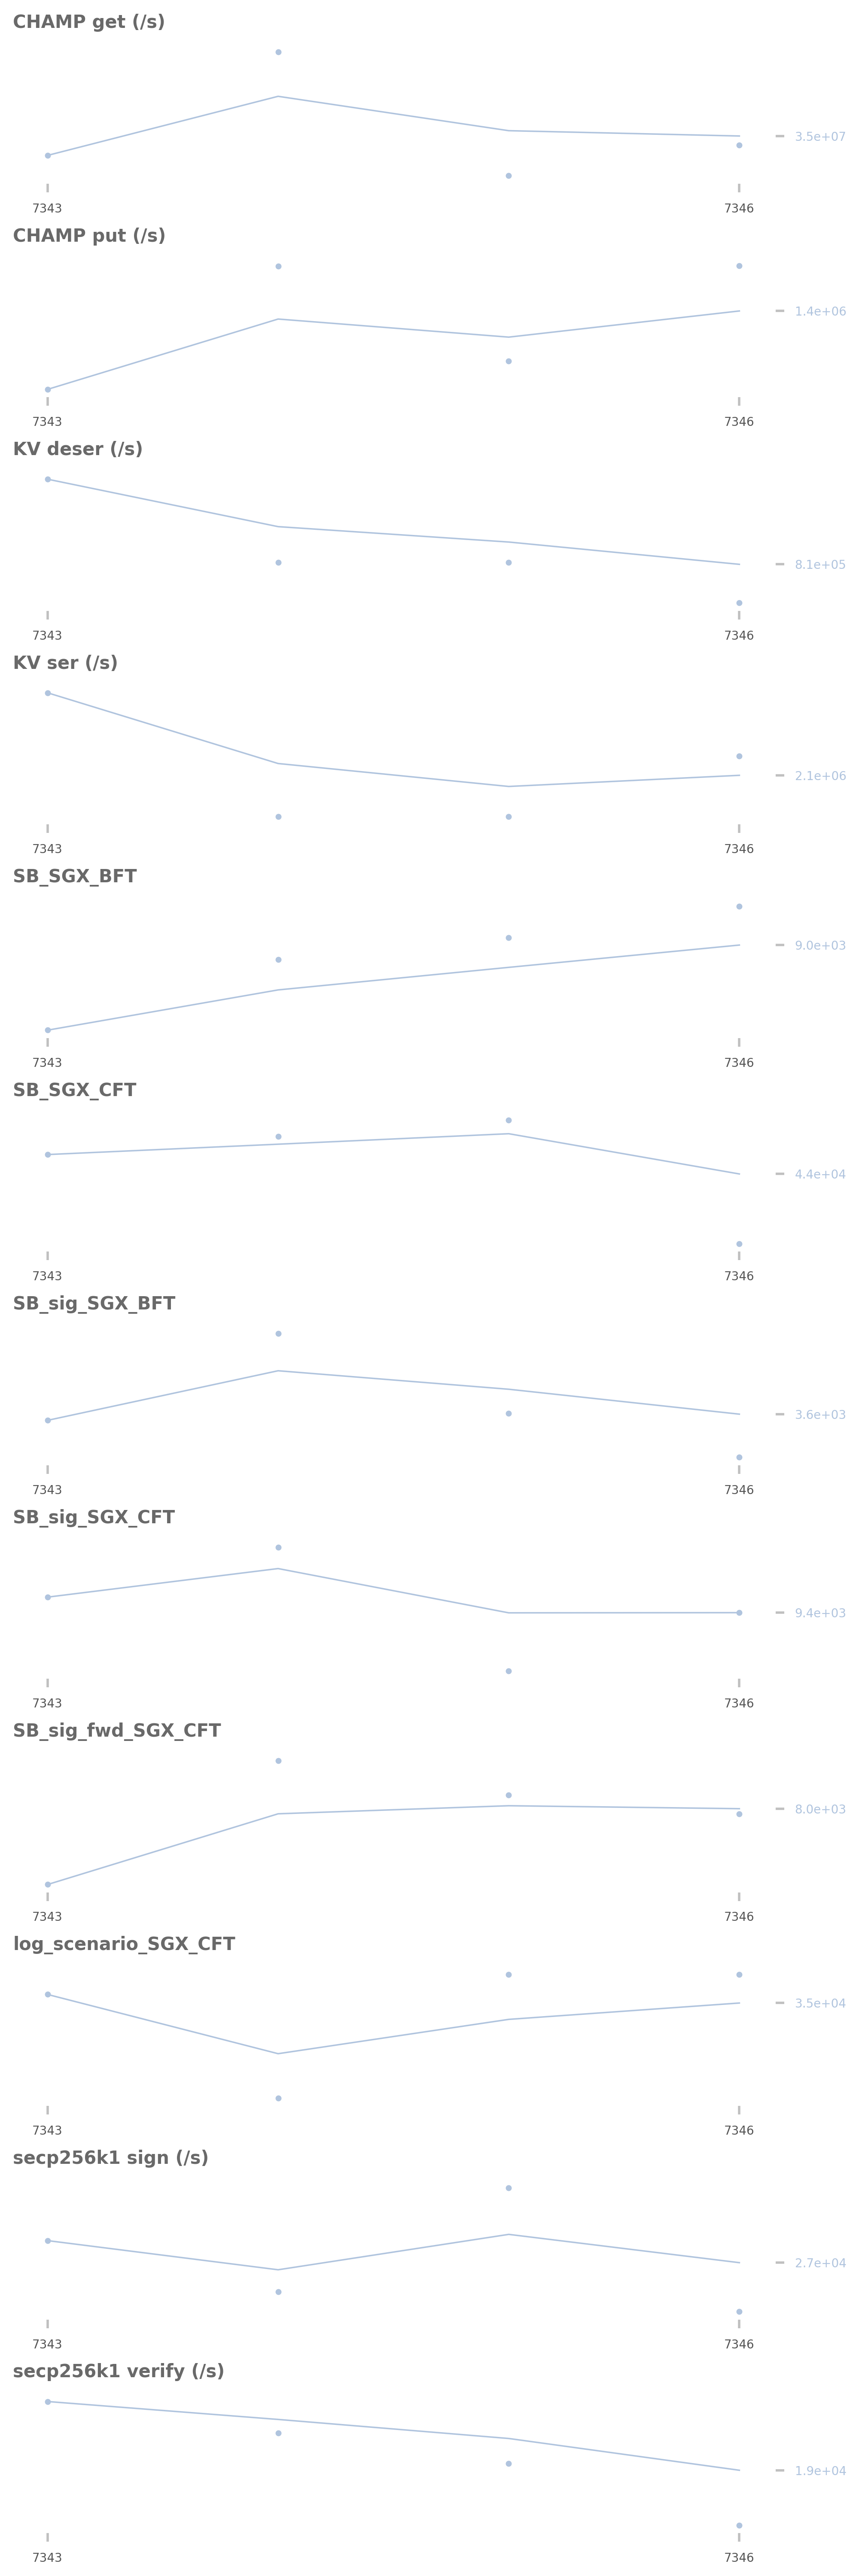 CHAMP get (/s)
3.5e+07
7343 7346
CHAMP put (/s)
1.4e+06
7343 7346
KV deser (/s)
8.1e+05
7343 7346
KV ser (/s)
2.1e+06
7343 7346
SB_SGX_BFT
9.0e+03
7343 7346
SB_SGX_CFT
4.4e+04
7343 7346
SB_sig_SGX_BFT
3.6e+03
7343 7346
SB_sig_SGX_CFT
9.4e+03
7343 7346
SB_sig_fwd_SGX_CFT
8.0e+03
7343 7346
log_scenario_SGX_CFT
3.5e+04
7343 7346
secp256k1 sign (/s)
2.7e+04
7343 7346
secp256k1 verify (/s)
1.9e+04
7343 7346